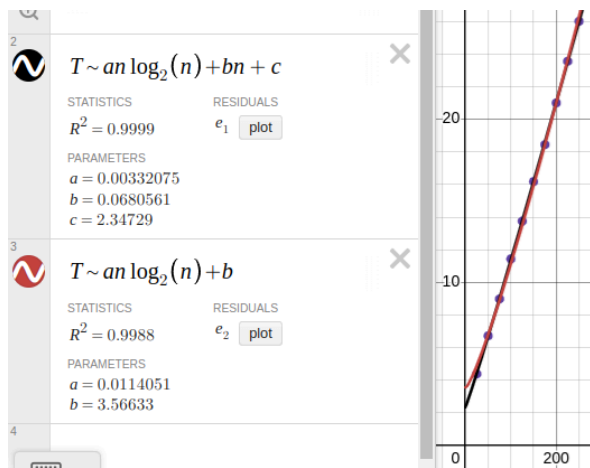 2
T ~ an log₂(n) + bn + c
STATISTICS RESIDUALS
R² = 0.9999 e₁ plot
PARAMETERS
a = 0.00332075
b = 0.0680561
c = 2.34729
3
T ~ an log₂(n) + b
STATISTICS RESIDUALS
R² = 0.9988 e₂ plot
PARAMETERS
a = 0.0114051
b = 3.56633
4
20
10
0 200